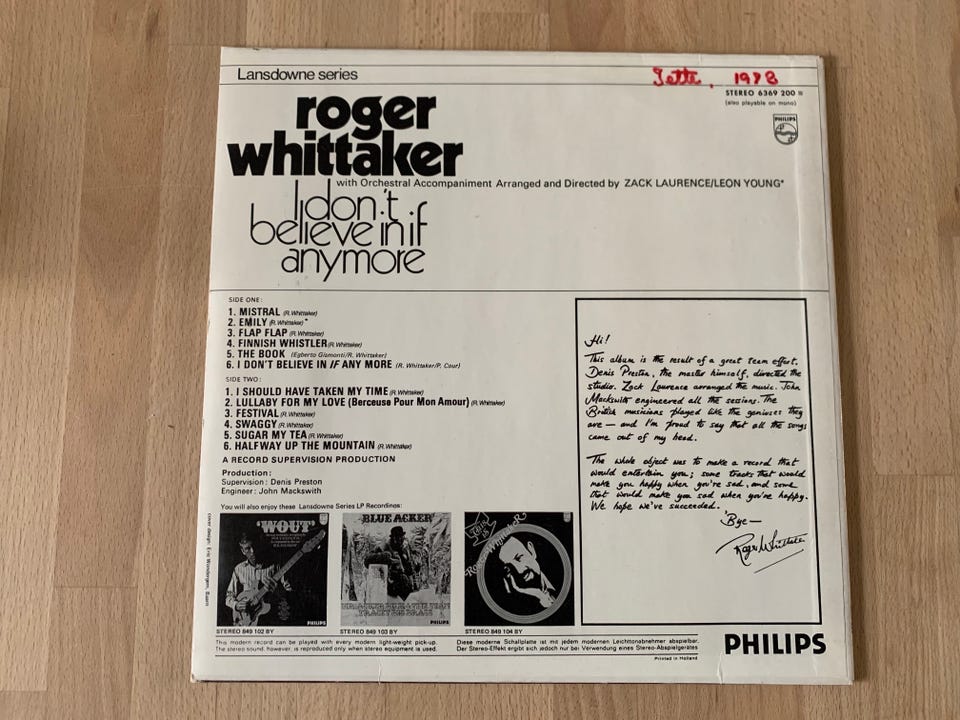 Lansdowne series
Jette, 1978
STEREO 6369 200
(also playable on mono)
PHILIPS
roger
whittaker
with Orchestral Accompaniment Arranged and Directed by ZACK LAURENCE/LEON YOUNG*
I don't
believe in if
anymore
SIDE ONE:
1. MISTRAL (R. Whittaker)
2. EMILY (R. Whittaker)*
3. FLAP FLAP (R. Whittaker)
4. FINNISH WHISTLER (R. Whittaker)
5. THE BOOK (Egberto Gismonti/R. Whittaker)
6. I DON'T BELIEVE IN IF ANY MORE (R. Whittaker/P. Cour)
SIDE TWO:
1. I SHOULD HAVE TAKEN MY TIME (R. Whittaker)
2. LULLABY FOR MY LOVE (Berceuse Pour Mon Amour) (R. Whittaker)
3. FESTIVAL (R. Whittaker)
4. SWAGGY (R. Whittaker)
5. SUGAR MY TEA (R. Whittaker)
6. HALFWAY UP THE MOUNTAIN (R. Whittaker)
A RECORD SUPERVISION PRODUCTION
Production:
Supervision: Denis Preston
Engineer: John Mackswith
You will also enjoy these Lansdowne Series LP Recordings:
Hi!
This album is the result of a great team effort.
Denis Preston, the master himself, directed the
studio. Zack Laurence arranged the music. John
Mackswith engineered all the sessions. The
British musicians played like the geniuses they
are — and I'm proud to say that all the songs
came out of my head.
The whole object was to make a record that
would entertain you; some tracks that would
make you happy when you're sad, and some
that would make you sad when you're happy.
We hope we've succeeded.
'Bye —
Roger Whittaker
'WOUT'
PHILIPS
BLUE ACKER'
PHILIPS
STEREO 849 102 BY
STEREO 849 103 BY
STEREO 849 104 BY
This modern record can be played with every modern light-weight pick-up.
The stereo sound, however, is reproduced only when stereo equipment is used.
Diese moderne Schallplatte ist mit jedem modernen Leichttonabnehmer abspielbar.
Der Stereo-Effekt ergibt sich jedoch nur bei Verwendung eines Stereo-Abspielgerätes
Printed in Holland
PHILIPS